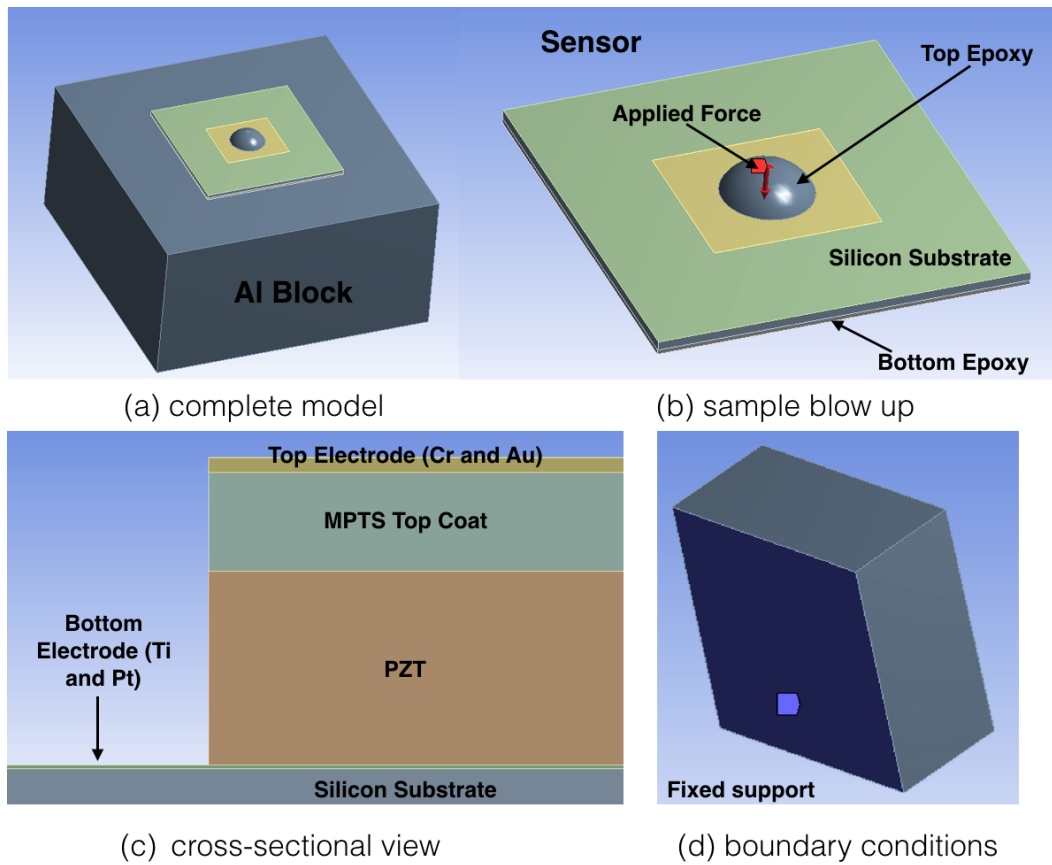 Sensor
Top Epoxy
Applied Force
Al Block
Silicon Substrate
Bottom Epoxy
(a) complete model
(b) sample blow up
Top Electrode (Cr and Au)
MPTS Top Coat
Bottom
Electrode (Ti
and Pt)
PZT
Silicon Substrate
Fixed support
(c) cross-sectional view
(d) boundary conditions